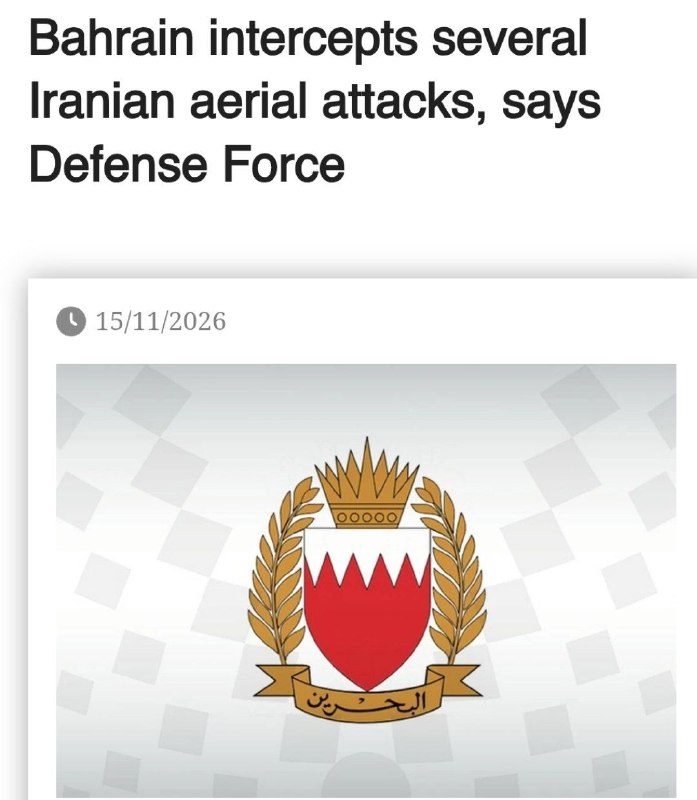 Bahrain intercepts several
Iranian aerial attacks, says
Defense Force
15/11/2026
البحرين